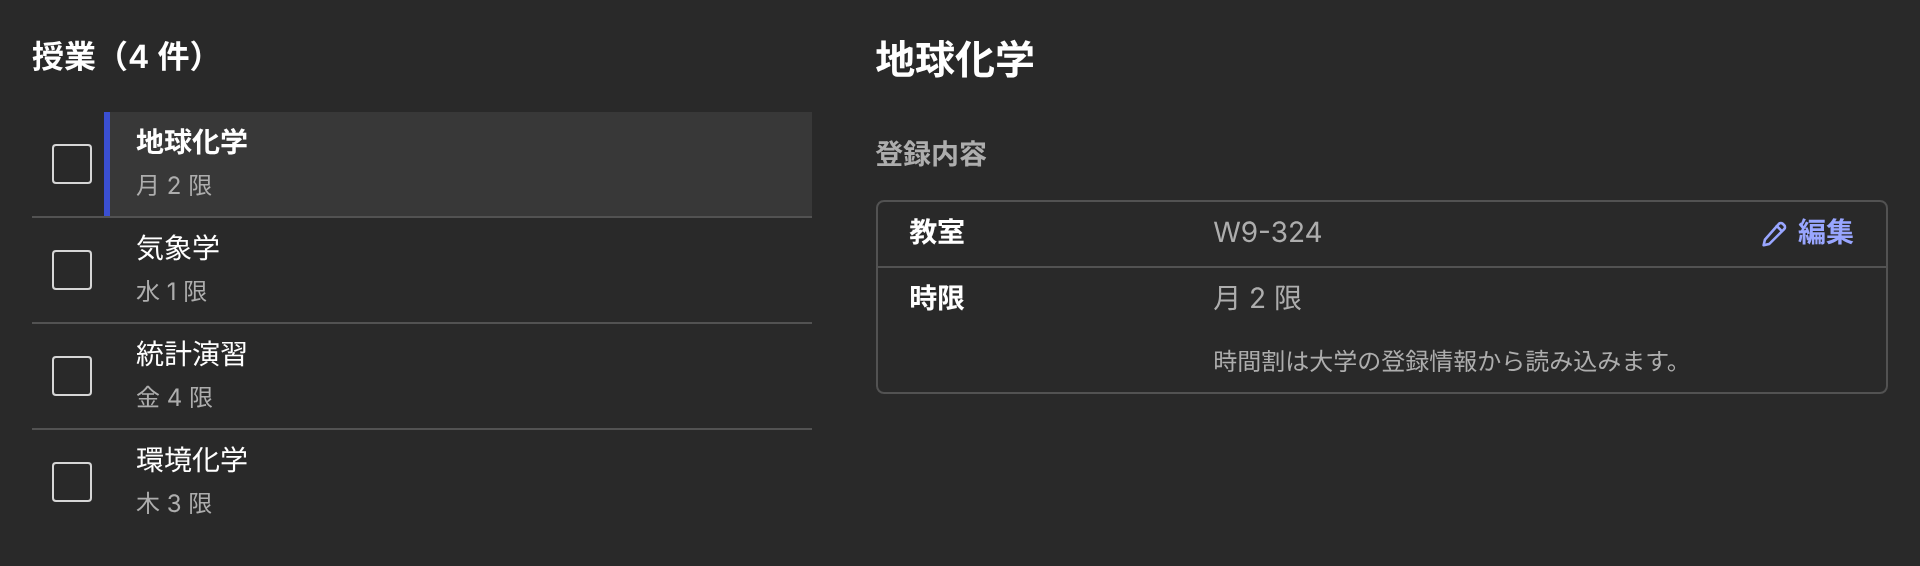 授業（4 件）
地球化学
月 2 限
気象学
水 1 限
統計演習
金 4 限
環境化学
木 3 限
地球化学
登録内容
教室 W9-324 編集
時限 月 2 限
時間割は大学の登録情報から読み込みます。